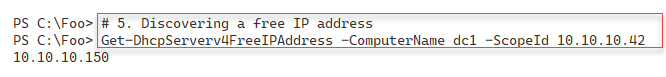 PS C:\Foo> # 5. Discovering a free IP address
PS C:\Foo> Get-DhcpServerv4FreeIPAddress -ComputerName dc1 -ScopeId 10.10.10.42
10.10.10.150